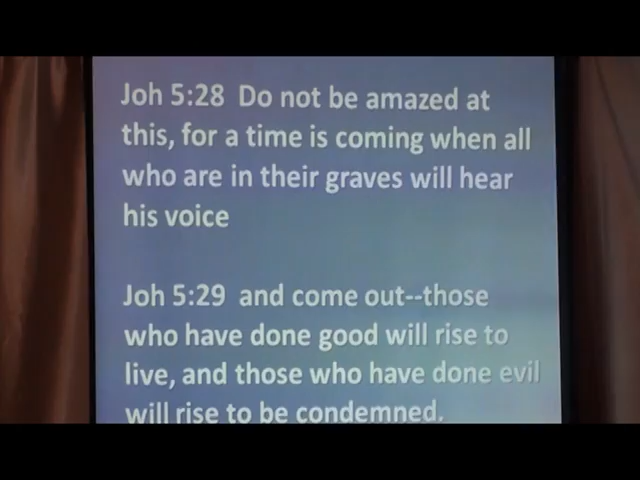 Joh 5:28 Do not be amazed at
this, for a time is coming when all
who are in their graves will hear
his voice
Joh 5:29 and come out--those
who have done good will rise to
live, and those who have done evil
will rise to be condemned.